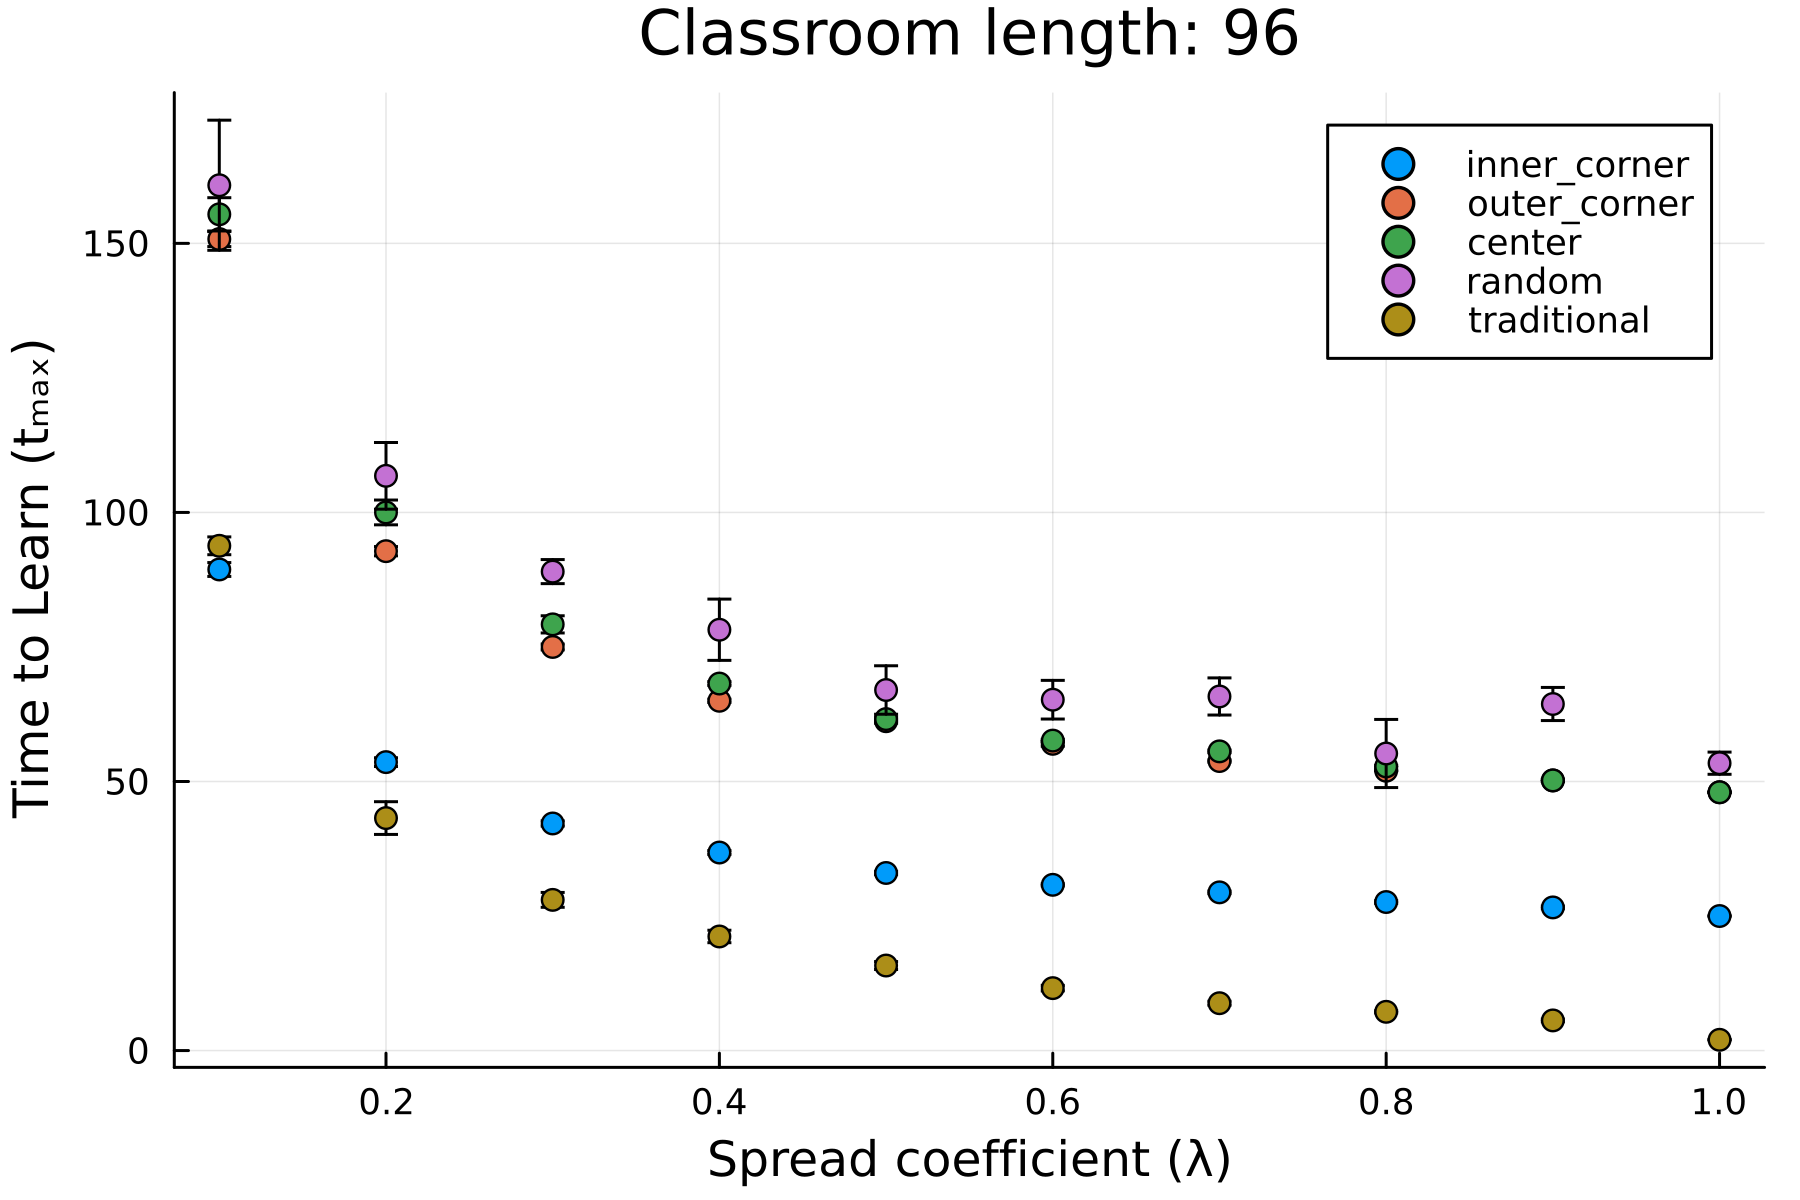 Classroom length: 96
inner_corner
outer_corner
center
random
traditional
Time to Learn (tₘₐₓ)
150
100
50
0
0.2
0.4
0.6
0.8
1.0
Spread coefficient (λ)